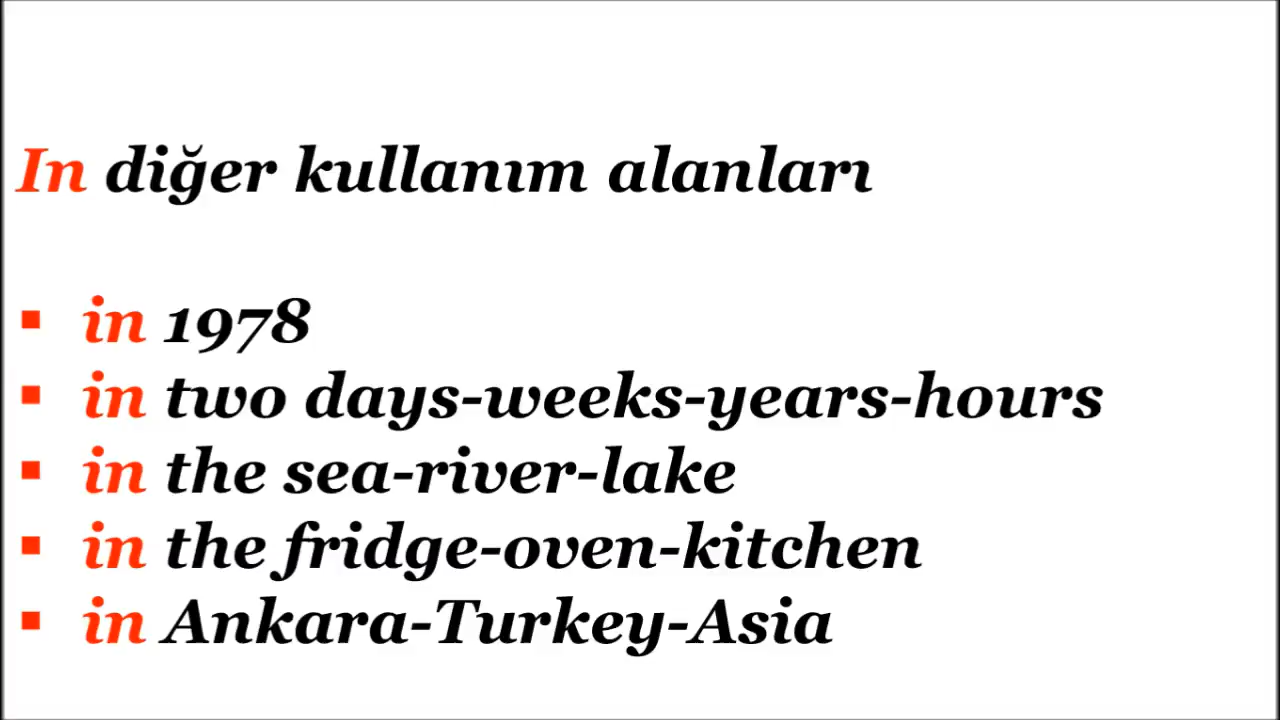 In diğer kullanım alanları
▪ in 1978
▪ in two days-weeks-years-hours
▪ in the sea-river-lake
▪ in the fridge-oven-kitchen
▪ in Ankara-Turkey-Asia